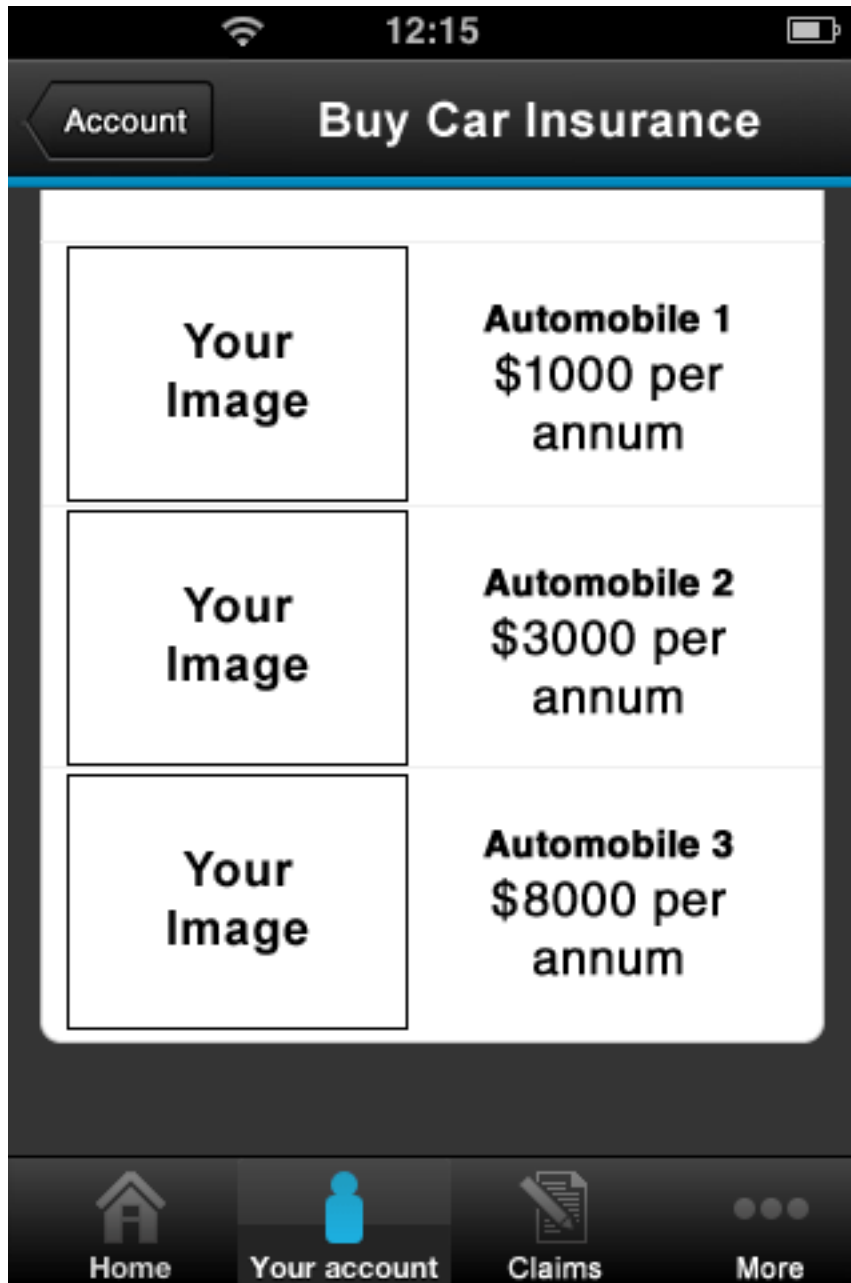 12:15
Account
Buy Car Insurance
Your
Image
Automobile 1
$1000 per
annum
Your
Image
Automobile 2
$3000 per
annum
Your
Image
Automobile 3
$8000 per
annum
Home
Your account
Claims
More